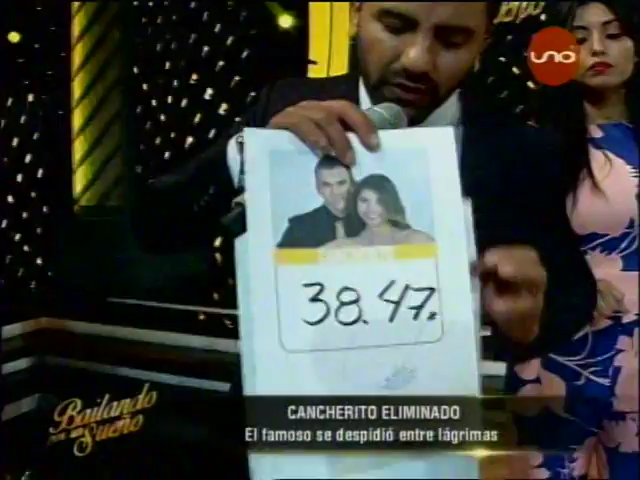 uno
38.47.
CANCHERITO ELIMINADO
El famoso se despidió entre lágrimas
Bailando
POR UN
Sueño